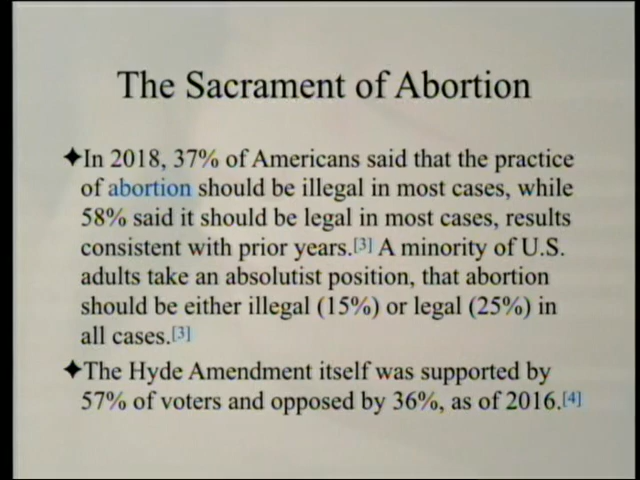 The Sacrament of Abortion
✦In 2018, 37% of Americans said that the practice
of abortion should be illegal in most cases, while
58% said it should be legal in most cases, results
consistent with prior years.[3] A minority of U.S.
adults take an absolutist position, that abortion
should be either illegal (15%) or legal (25%) in
all cases.[3]
✦The Hyde Amendment itself was supported by
57% of voters and opposed by 36%, as of 2016.[4]